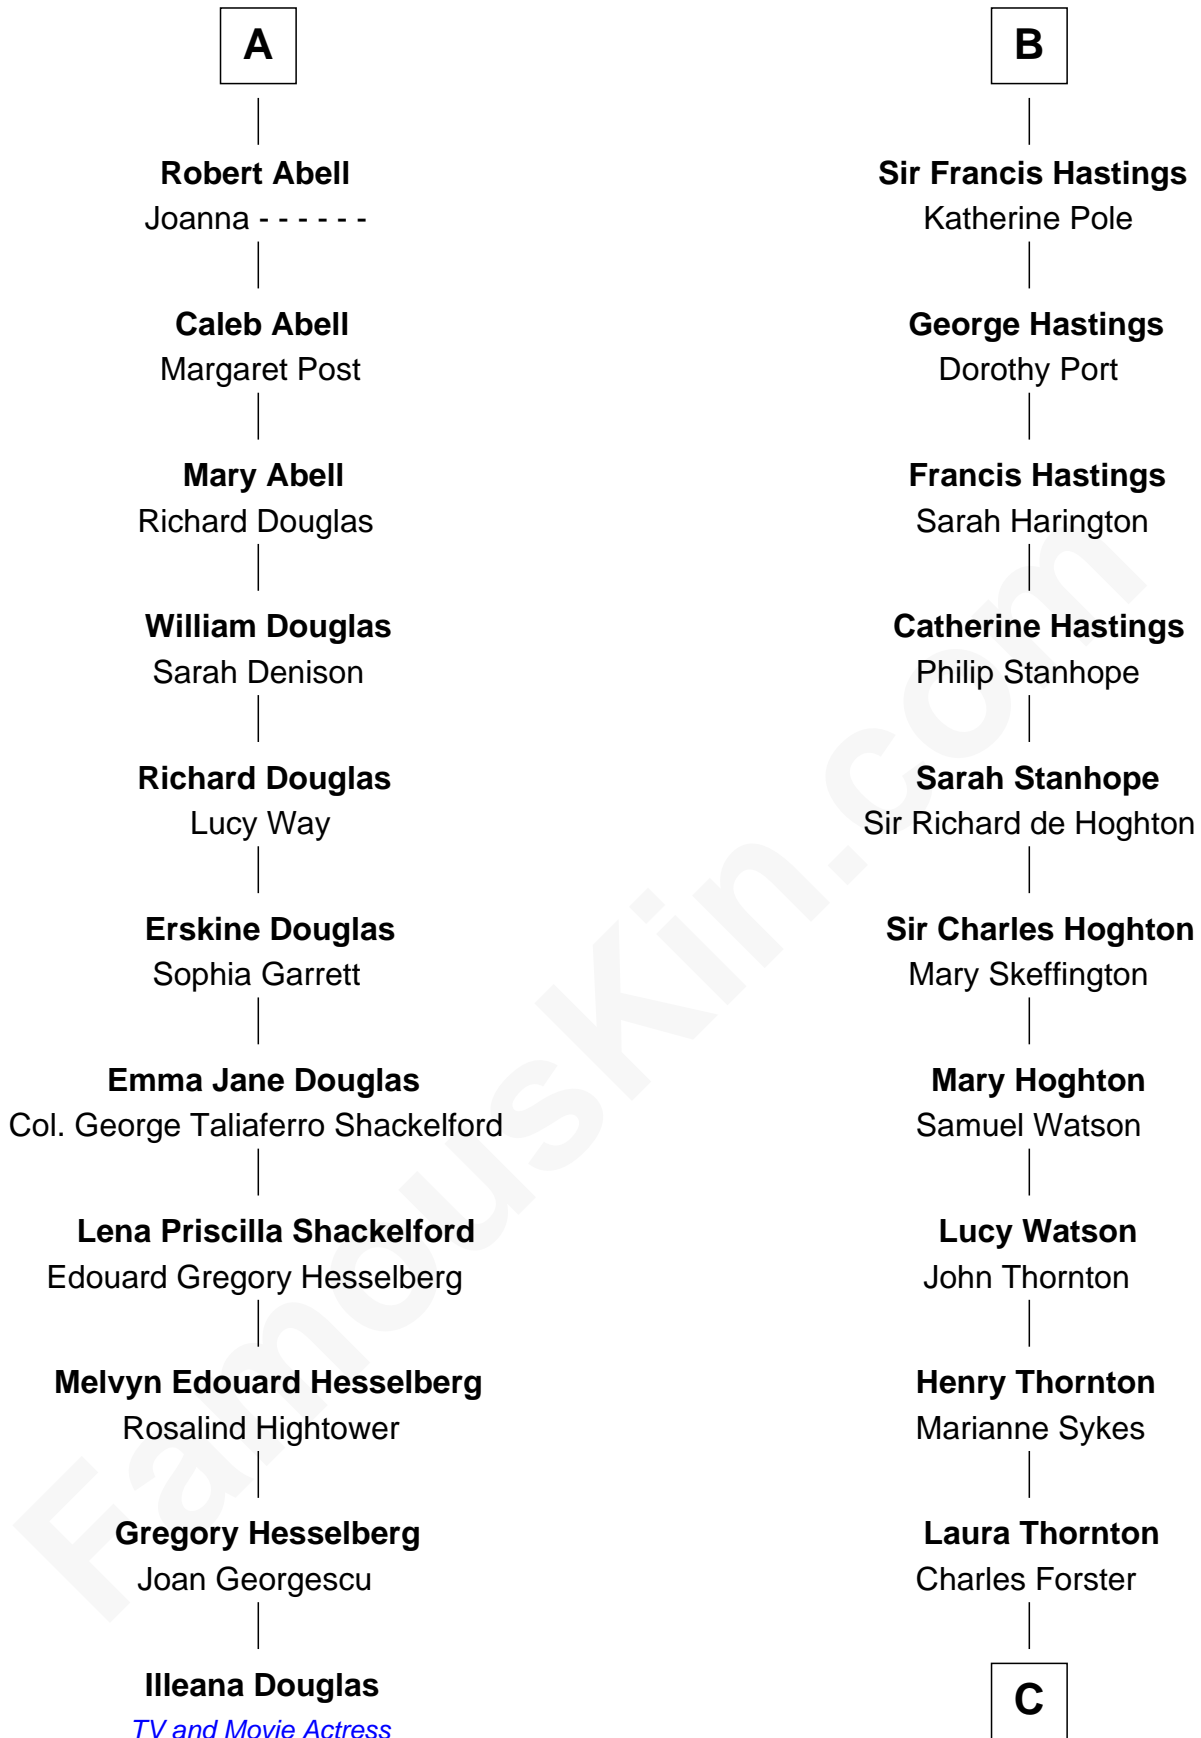 A
Robert Abell
Joanna - - - - - -
Caleb Abell
Margaret Post
Mary Abell
Richard Douglas
William Douglas
Sarah Denison
Richard Douglas
Lucy Way
Erskine Douglas
Sophia Garrett
Emma Jane Douglas
Col. George Taliaferro Shackelford
Lena Priscilla Shackelford
Edouard Gregory Hesselberg
Melvyn Edouard Hesselberg
Rosalind Hightower
Gregory Hesselberg
Joan Georgescu
Illeana Douglas
TV and Movie Actress
B
Sir Francis Hastings
Katherine Pole
George Hastings
Dorothy Port
Francis Hastings
Sarah Harington
Catherine Hastings
Philip Stanhope
Sarah Stanhope
Sir Richard de Hoghton
Sir Charles Hoghton
Mary Skeffington
Mary Hoghton
Samuel Watson
Lucy Watson
John Thornton
Henry Thornton
Marianne Sykes
Laura Thornton
Charles Forster
C
FamousKin.com